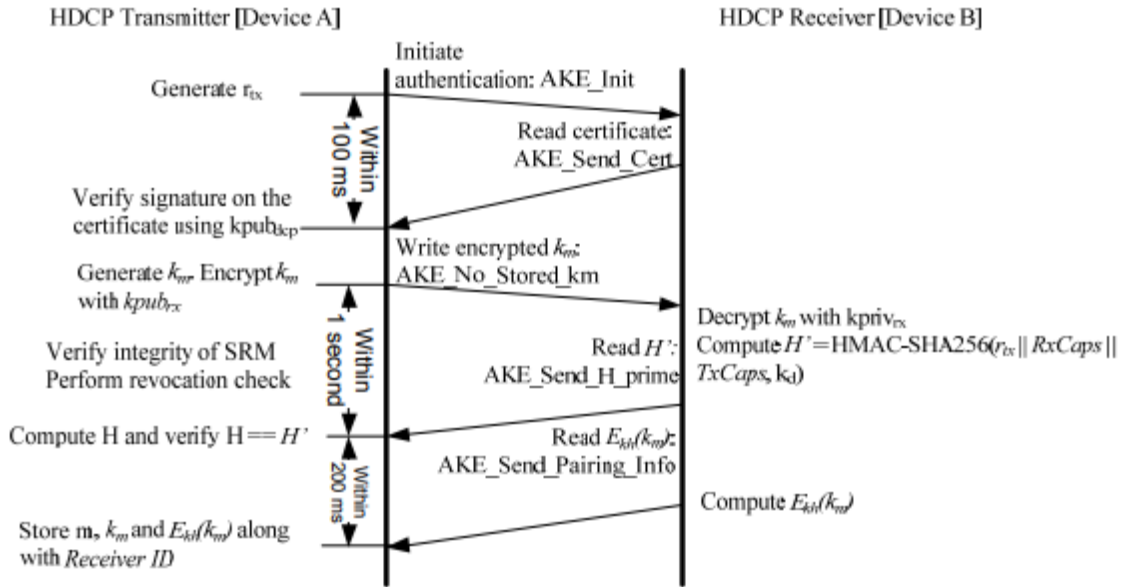 HDCP Transmitter [Device A]
HDCP Receiver [Device B]
Initiate
authentication: AKE_Init
Generate rtx
Within
100 ms
Read certificate:
AKE_Send_Cert
Verify signature on the
certificate using kpubdcp
Write encrypted km:
AKE_No_Stored_km
Generate km. Encrypt km
with kpubrx
Within
1 second
Decrypt km with kprivrx
Compute H'=HMAC-SHA256(rtx || RxCaps ||
TxCaps, kd)
Verify integrity of SRM
Perform revocation check
Read H':
AKE_Send_H_prime
Compute H and verify H == H'
Within
200 ms
Read Ekh(km):
AKE_Send_Pairing_Info
Compute Ekh(km)
Store m, km and Ekh(km) along
with Receiver ID